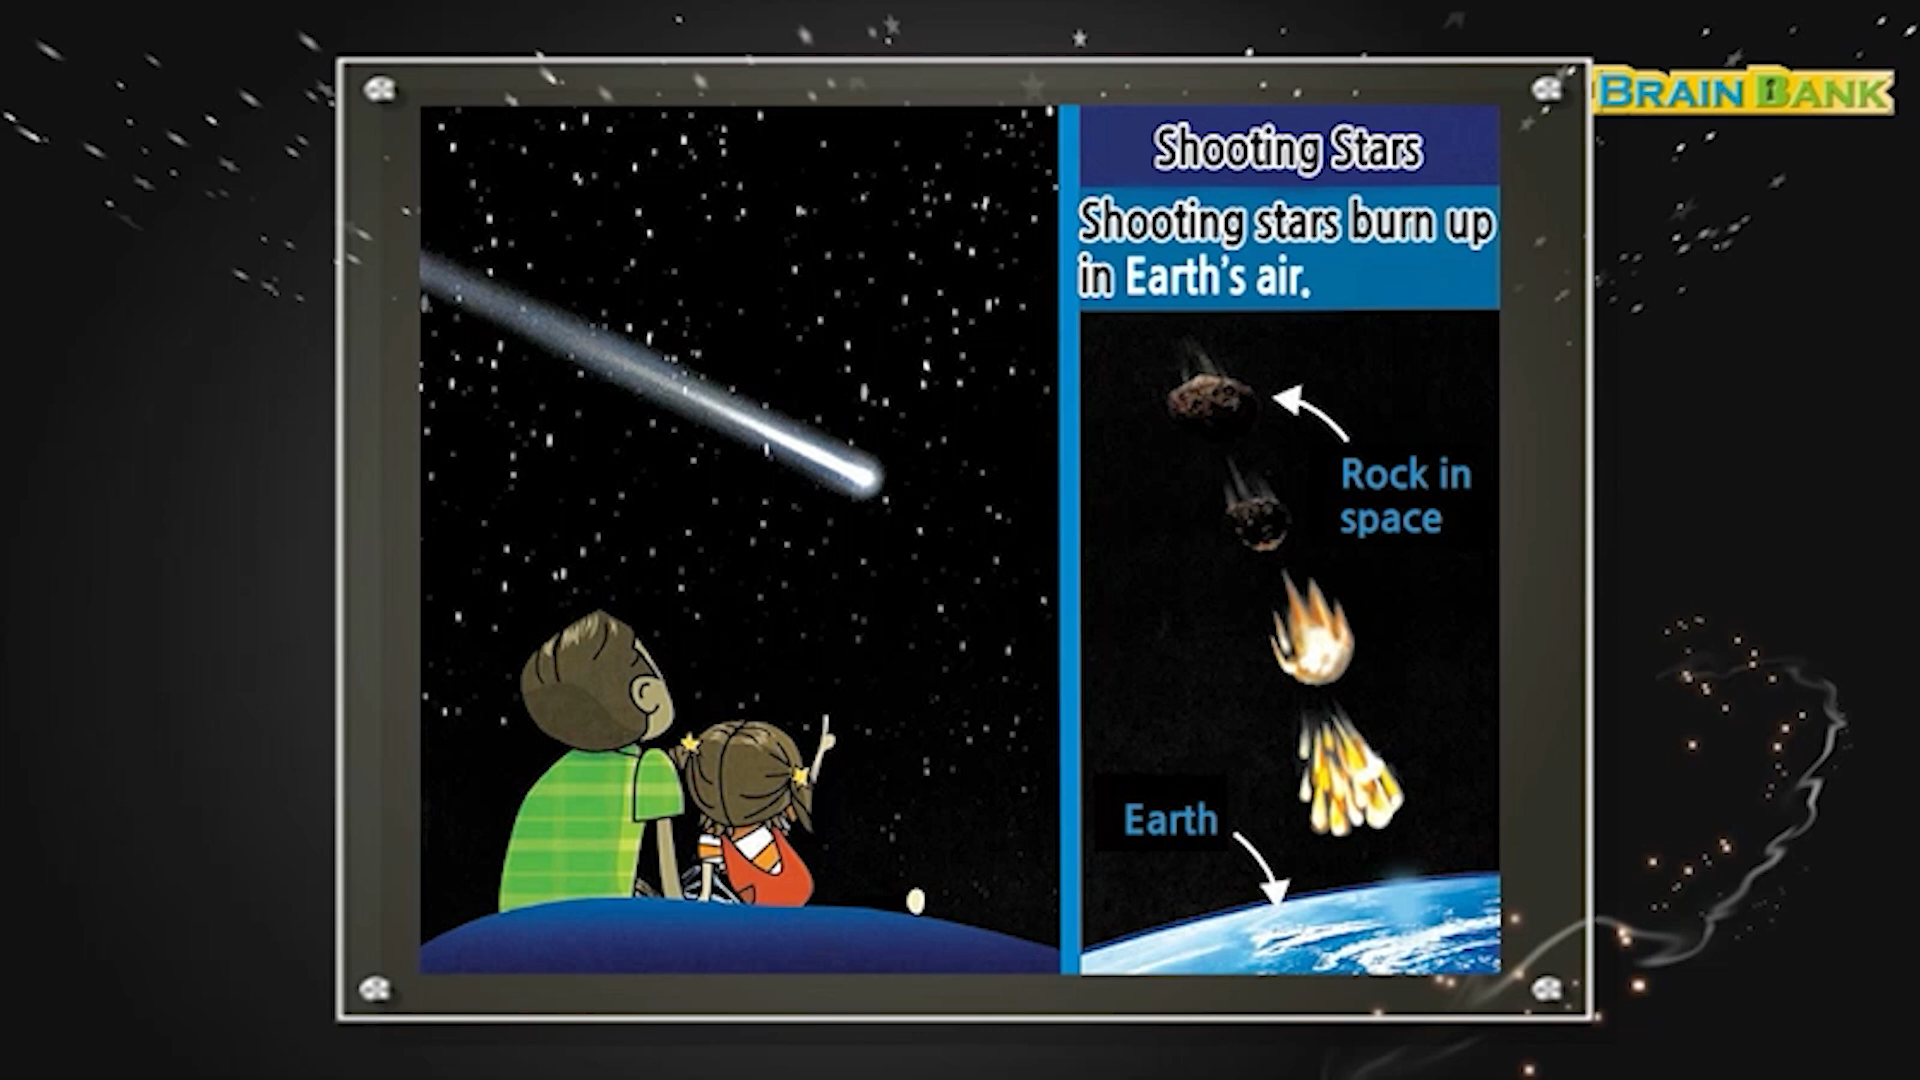 BRAIN BANK
Shooting Stars
Shooting stars burn up
in Earth's air.
Rock in
space
Earth